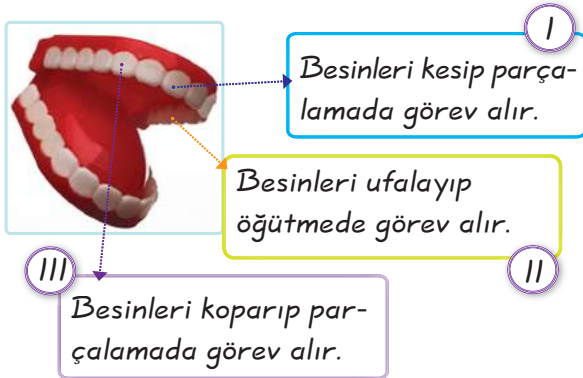 I
Besinleri kesip parça-
lamada görev alır.
Besinleri ufalayıp
öğütmede görev alır.
II
III
Besinleri koparıp par-
çalamada görev alır.